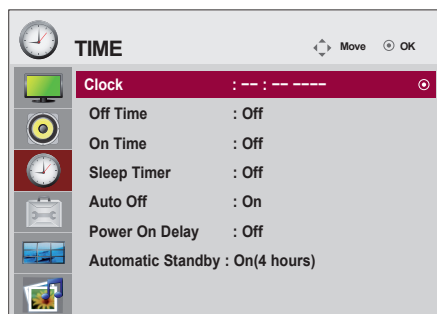 TIME Move OK
Clock : -- : -- ----
Off Time : Off
On Time : Off
Sleep Timer : Off
Auto Off : On
Power On Delay : Off
Automatic Standby : On(4 hours)